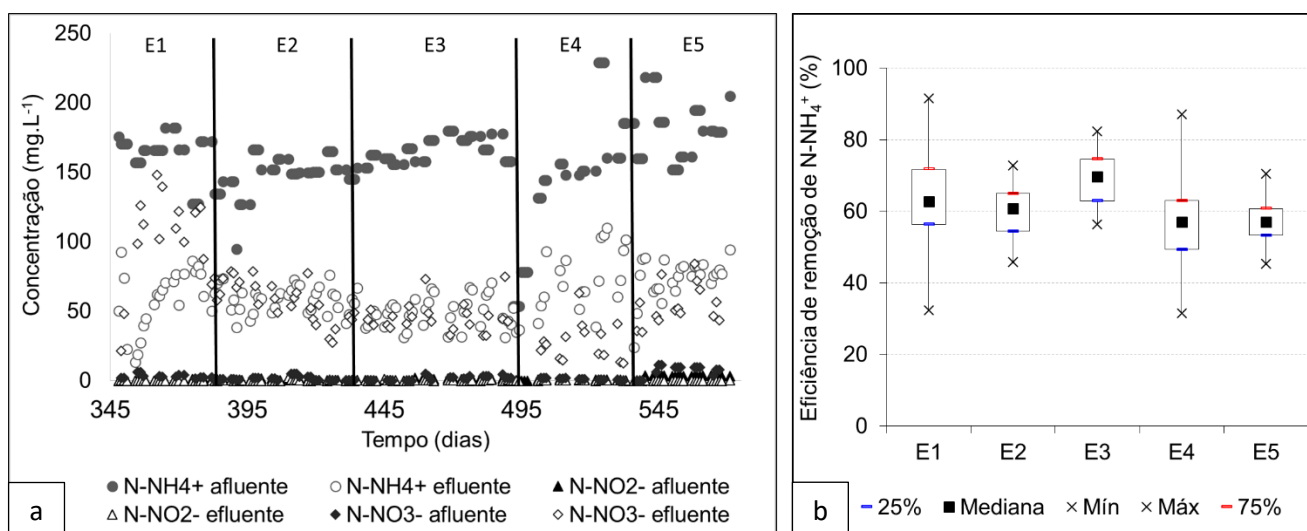 E1 E2 E3 E4 E5
250
200
150
100
50
0
Concentração (mg.L⁻¹)
345 395 445 495 545
Tempo (dias)
N-NH4+ afluente N-NH4+ efluente N-NO2- afluente
N-NO2- efluente N-NO3- afluente N-NO3- efluente
a
100
80
60
40
20
0
Eficiência de remoção de N-NH₄⁺ (%)
E1 E2 E3 E4 E5
25% Mediana Mín Máx 75%
b